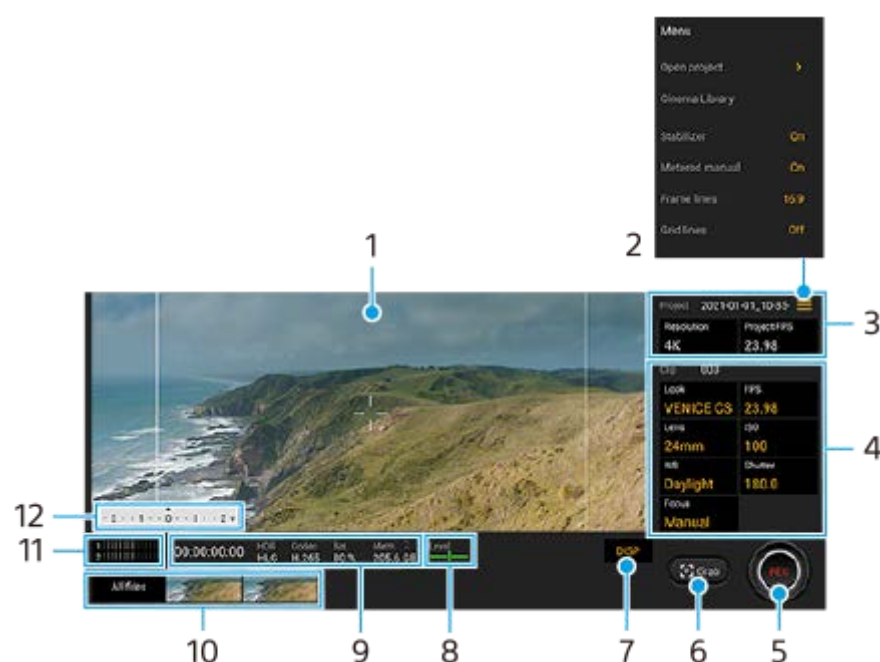 Menu
Open project >
Cinema Library
Stabilizer On
Metered manual On
Frame lines 16:9
Grid lines Off
1
2
3
4
5
6
7
8
9
10
11
12
Project 2021-01-01_10-33-
Resolution Project FPS
4K 23.98
Clip 003
Look FPS
VENICE CS 23.98
Lens ISO
24mm 100
WB Shutter
Daylight 180.0
Focus
Manual
00:00:00:00
HDR Codec Bat. Mem.
HLG H.265 80%
Level
DISP
Grab
REC
All files